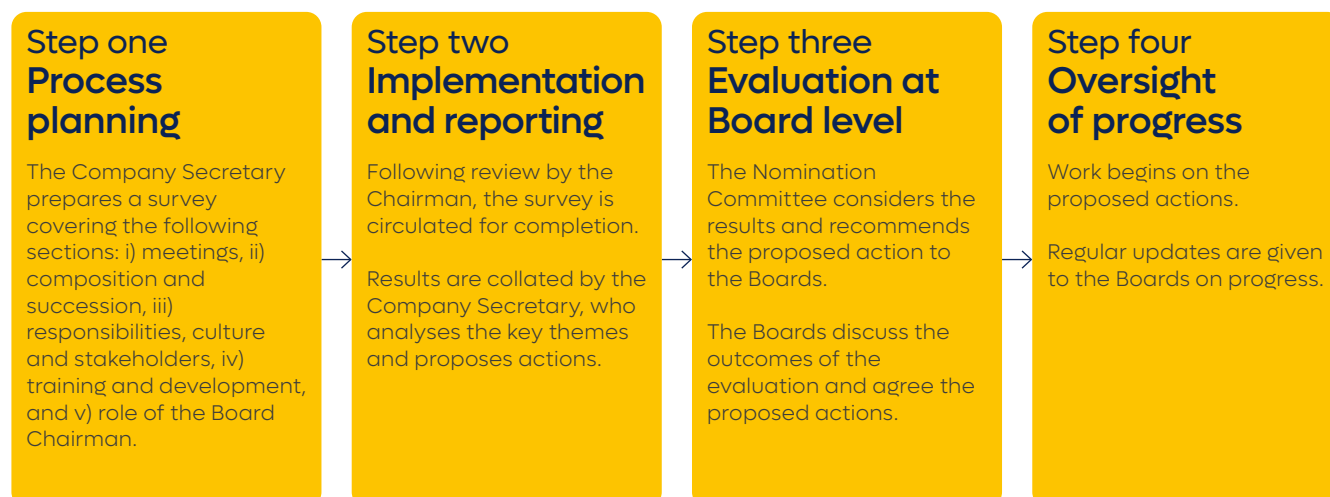 Step one
Process
planning
The Company Secretary
prepares a survey
covering the following
sections: i) meetings, ii)
composition and
succession, iii)
responsibilities, culture
and stakeholders, iv)
training and development,
and v) role of the Board
Chairman.
Step two
Implementation
and reporting
Following review by the
Chairman, the survey is
circulated for completion.
Results are collated by the
Company Secretary, who
analyses the key themes
and proposes actions.
Step three
Evaluation at
Board level
The Nomination
Committee considers the
results and recommends
the proposed action to
the Boards.
The Boards discuss the
outcomes of the
evaluation and agree the
proposed actions.
Step four
Oversight
of progress
Work begins on the
proposed actions.
Regular updates are given
to the Boards on progress.